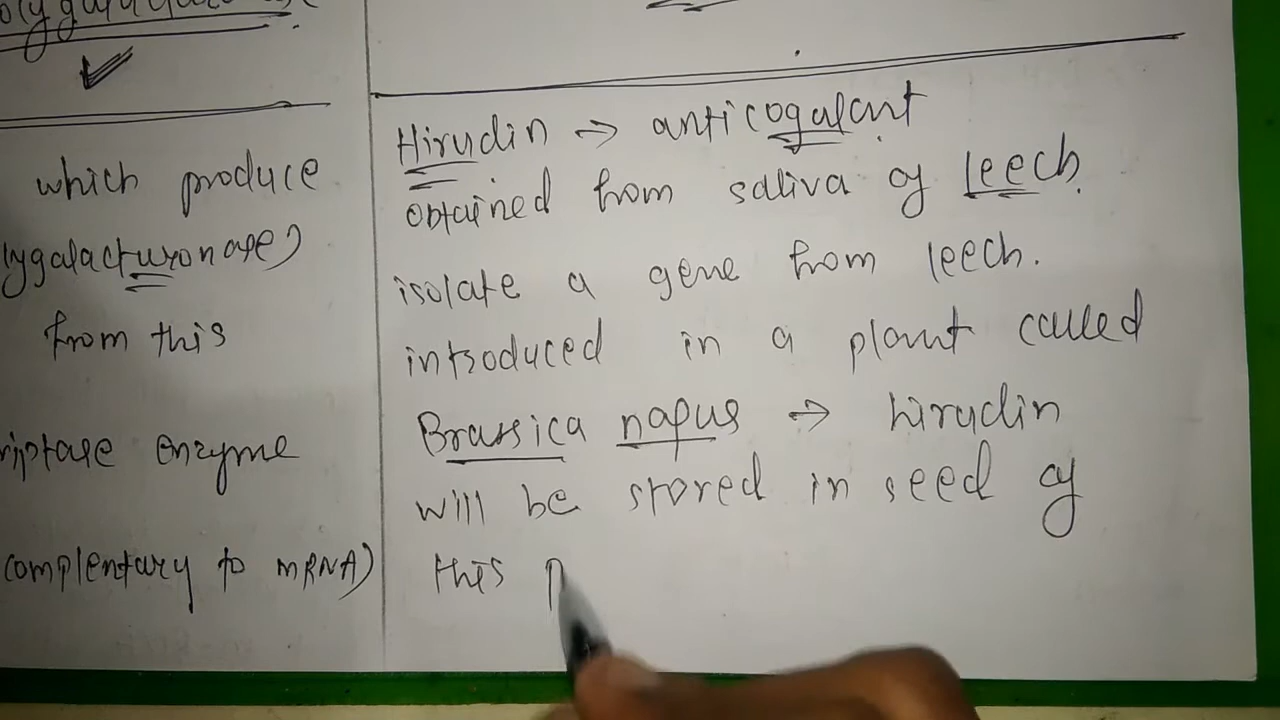 which produce
lygalacturonase)
from this
riptase enzyme
complentary to mRNA)
Hirudin → anticogulant
obtained from saliva of leech.
isolate a gene from leech.
introduced in a plant called
Brassica napus → hirudin
will be stored in seed of
this p